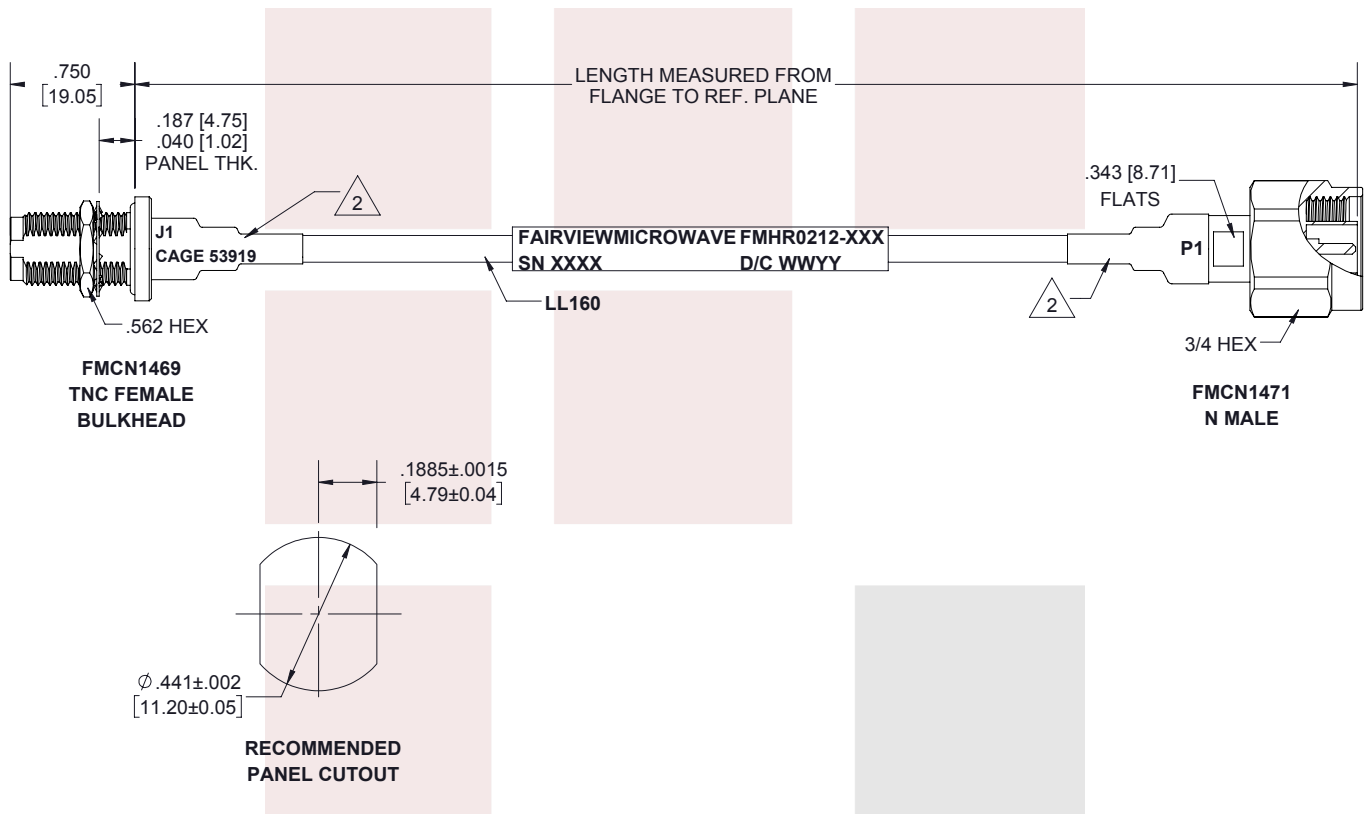 .750
[19.05]
LENGTH MEASURED FROM
FLANGE TO REF. PLANE
.187 [4.75]
.040 [1.02]
PANEL THK.
2
.343 [8.71]
FLATS
J1
CAGE 53919
FAIRVIEWMICROWAVE FMHR0212-XXX
SN XXXX D/C WWYY
P1
LL160
2
.562 HEX
3/4 HEX
FMCN1469
TNC FEMALE
BULKHEAD
FMCN1471
N MALE
.1885±.0015
[4.79±0.04]
∅.441±.002
[11.20±0.05]
RECOMMENDED
PANEL CUTOUT